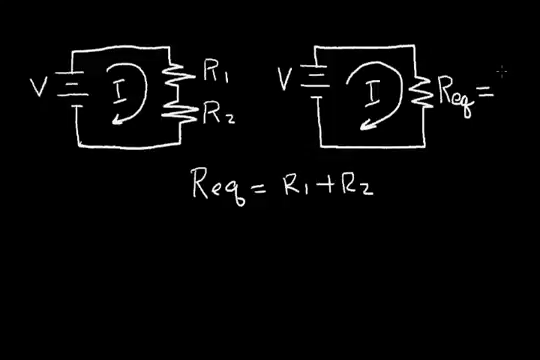 V I R1
R2
V I Req =
Req = R1 + R2